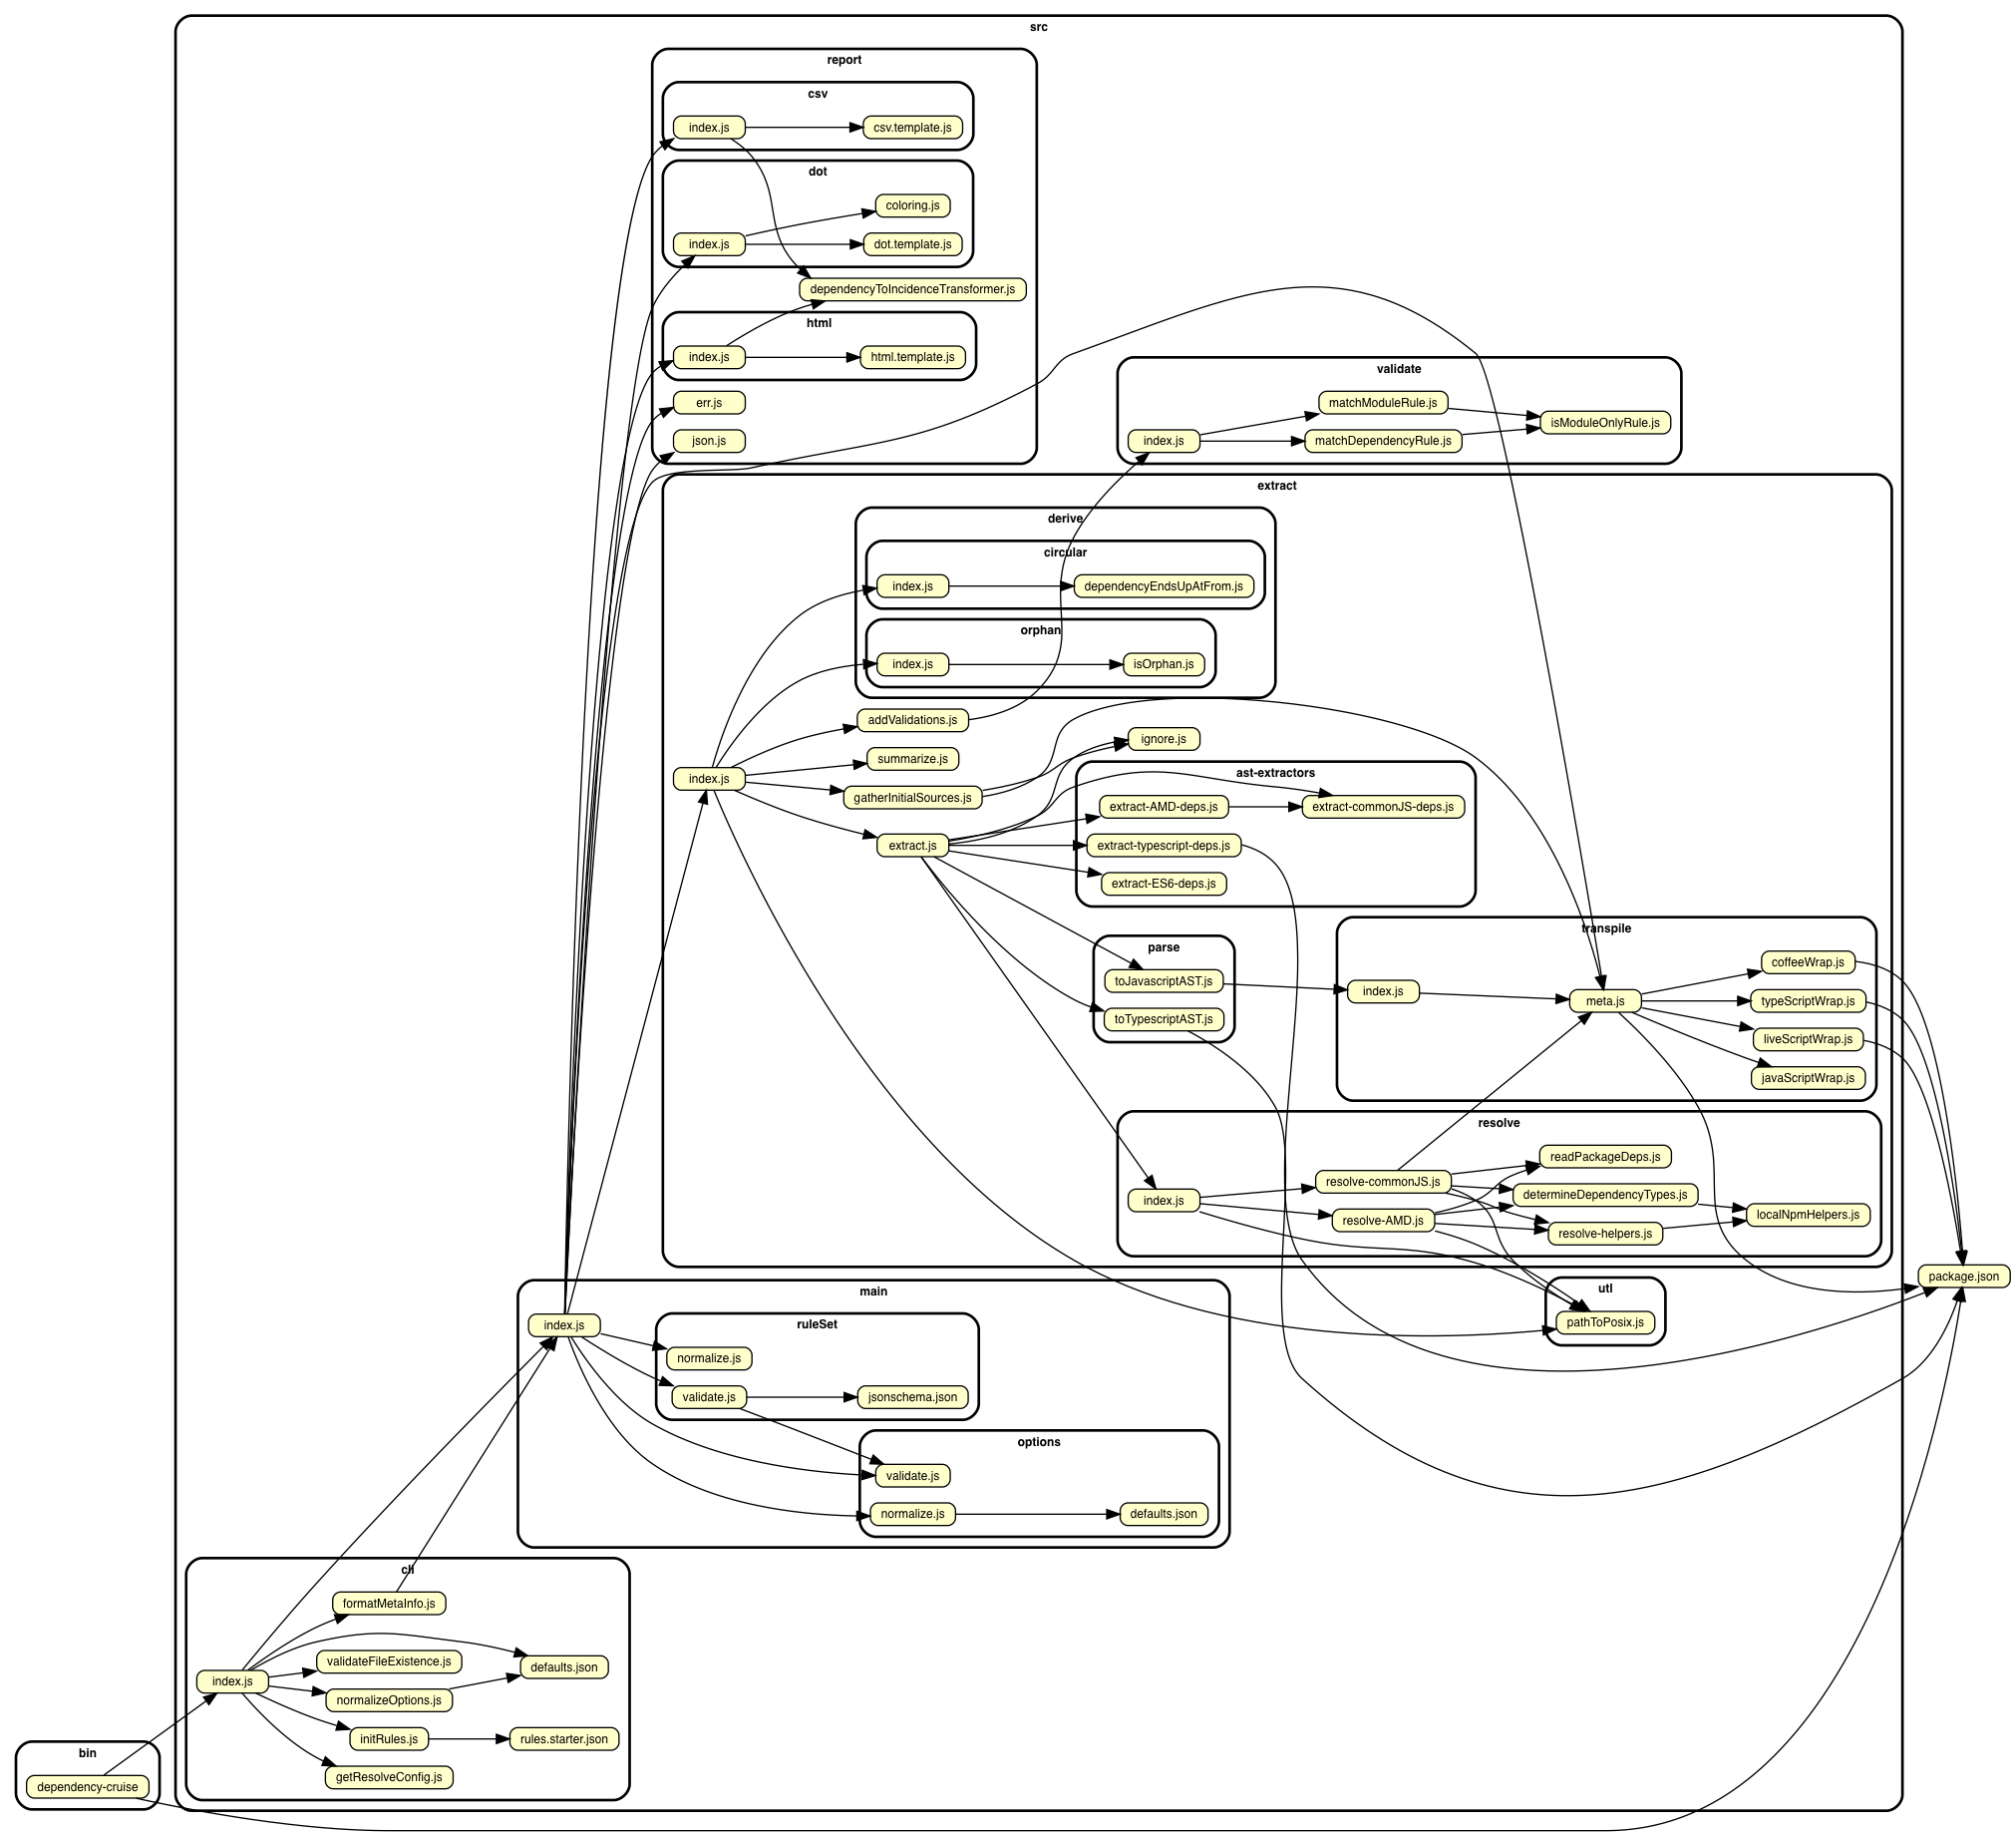 src
report
csv
index.js
csv.template.js
dot
coloring.js
index.js
dot.template.js
dependencyToIncidenceTransformer.js
html
index.js
html.template.js
err.js
json.js
validate
matchModuleRule.js
isModuleOnlyRule.js
index.js
matchDependencyRule.js
extract
derive
circular
index.js
dependencyEndsUpAtFrom.js
orphan
index.js
isOrphan.js
addValidations.js
ignore.js
summarize.js
index.js
gatherInitialSources.js
ast-extractors
extract-AMD-deps.js
extract-commonJS-deps.js
extract.js
extract-typescript-deps.js
extract-ES6-deps.js
transpile
parse
coffeeWrap.js
toJavascriptAST.js
index.js
meta.js
typeScriptWrap.js
toTypescriptAST.js
liveScriptWrap.js
javaScriptWrap.js
resolve
readPackageDeps.js
resolve-commonJS.js
index.js
determineDependencyTypes.js
resolve-AMD.js
localNpmHelpers.js
resolve-helpers.js
package.json
utl
pathToPosix.js
main
index.js
ruleSet
normalize.js
validate.js
jsonschema.json
options
validate.js
normalize.js
defaults.json
cli
formatMetaInfo.js
validateFileExistence.js
defaults.json
index.js
normalizeOptions.js
initRules.js
rules.starter.json
getResolveConfig.js
bin
dependency-cruise